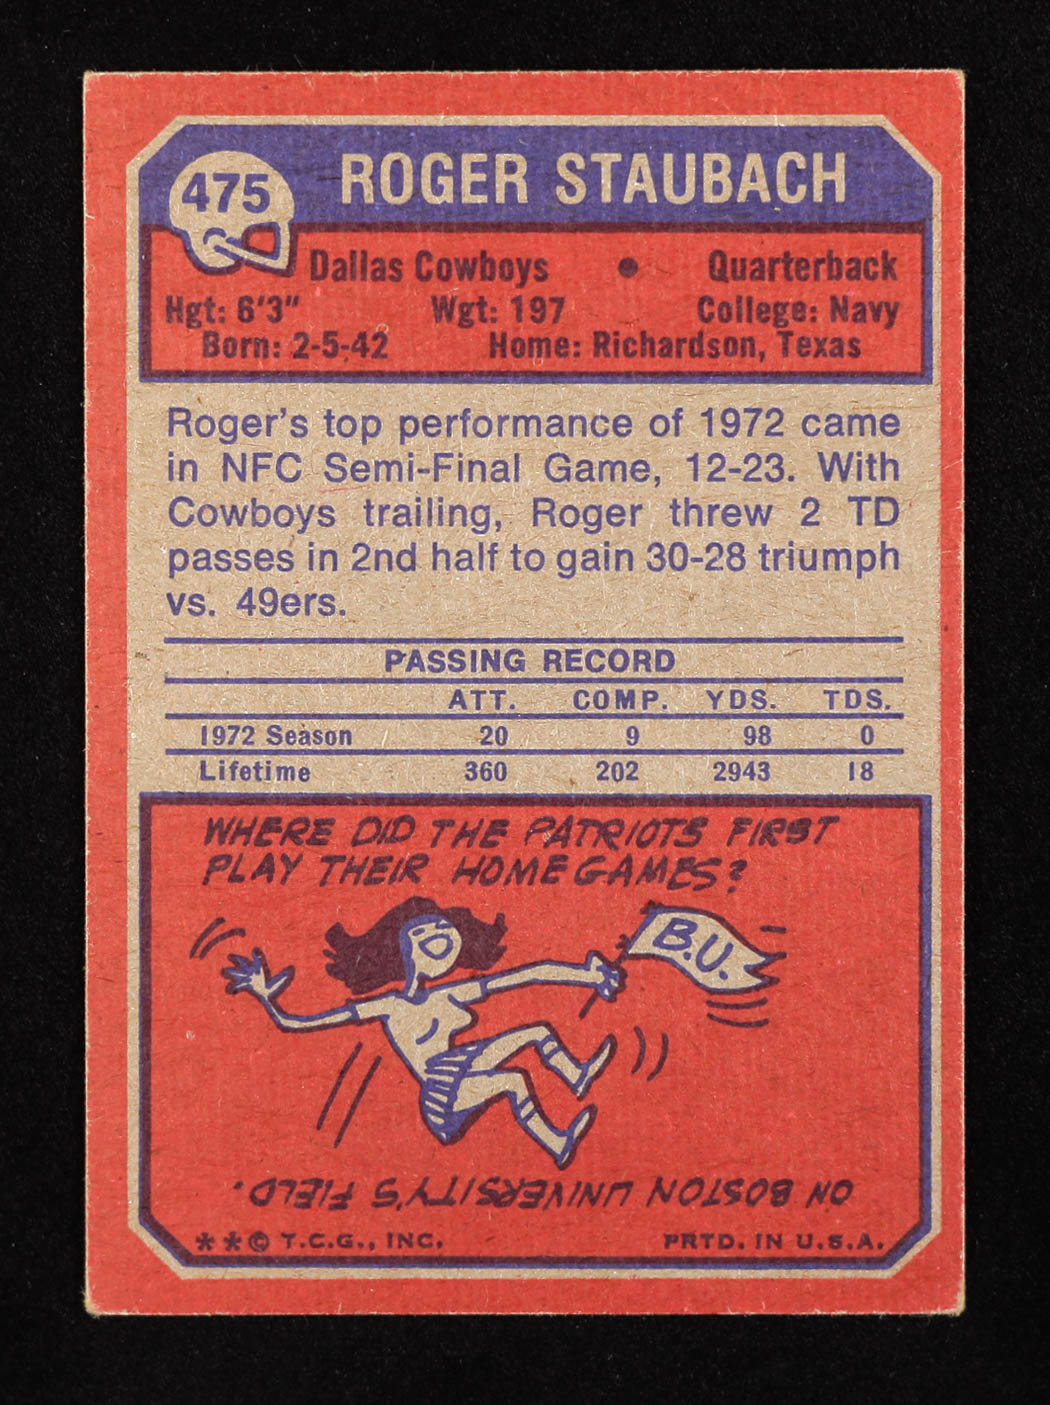 475
ROGER STAUBACH
Dallas Cowboys • Quarterback
Hgt: 6'3" Wgt: 197 College: Navy
Born: 2-5-42 Home: Richardson, Texas
Roger's top performance of 1972 came
in NFC Semi-Final Game, 12-23. With
Cowboys trailing, Roger threw 2 TD
passes in 2nd half to gain 30-28 triumph
vs. 49ers.
PASSING RECORD
ATT. COMP. YDS. TDS.
1972 Season 20 9 98 0
Lifetime 360 202 2943 18
WHERE DID THE PATRIOTS FIRST
PLAY THEIR HOME GAMES?
B.U.
ON BOSTON UNIVERSITY'S FIELD.
**© T.C.G., INC. PRTD. IN U.S.A.